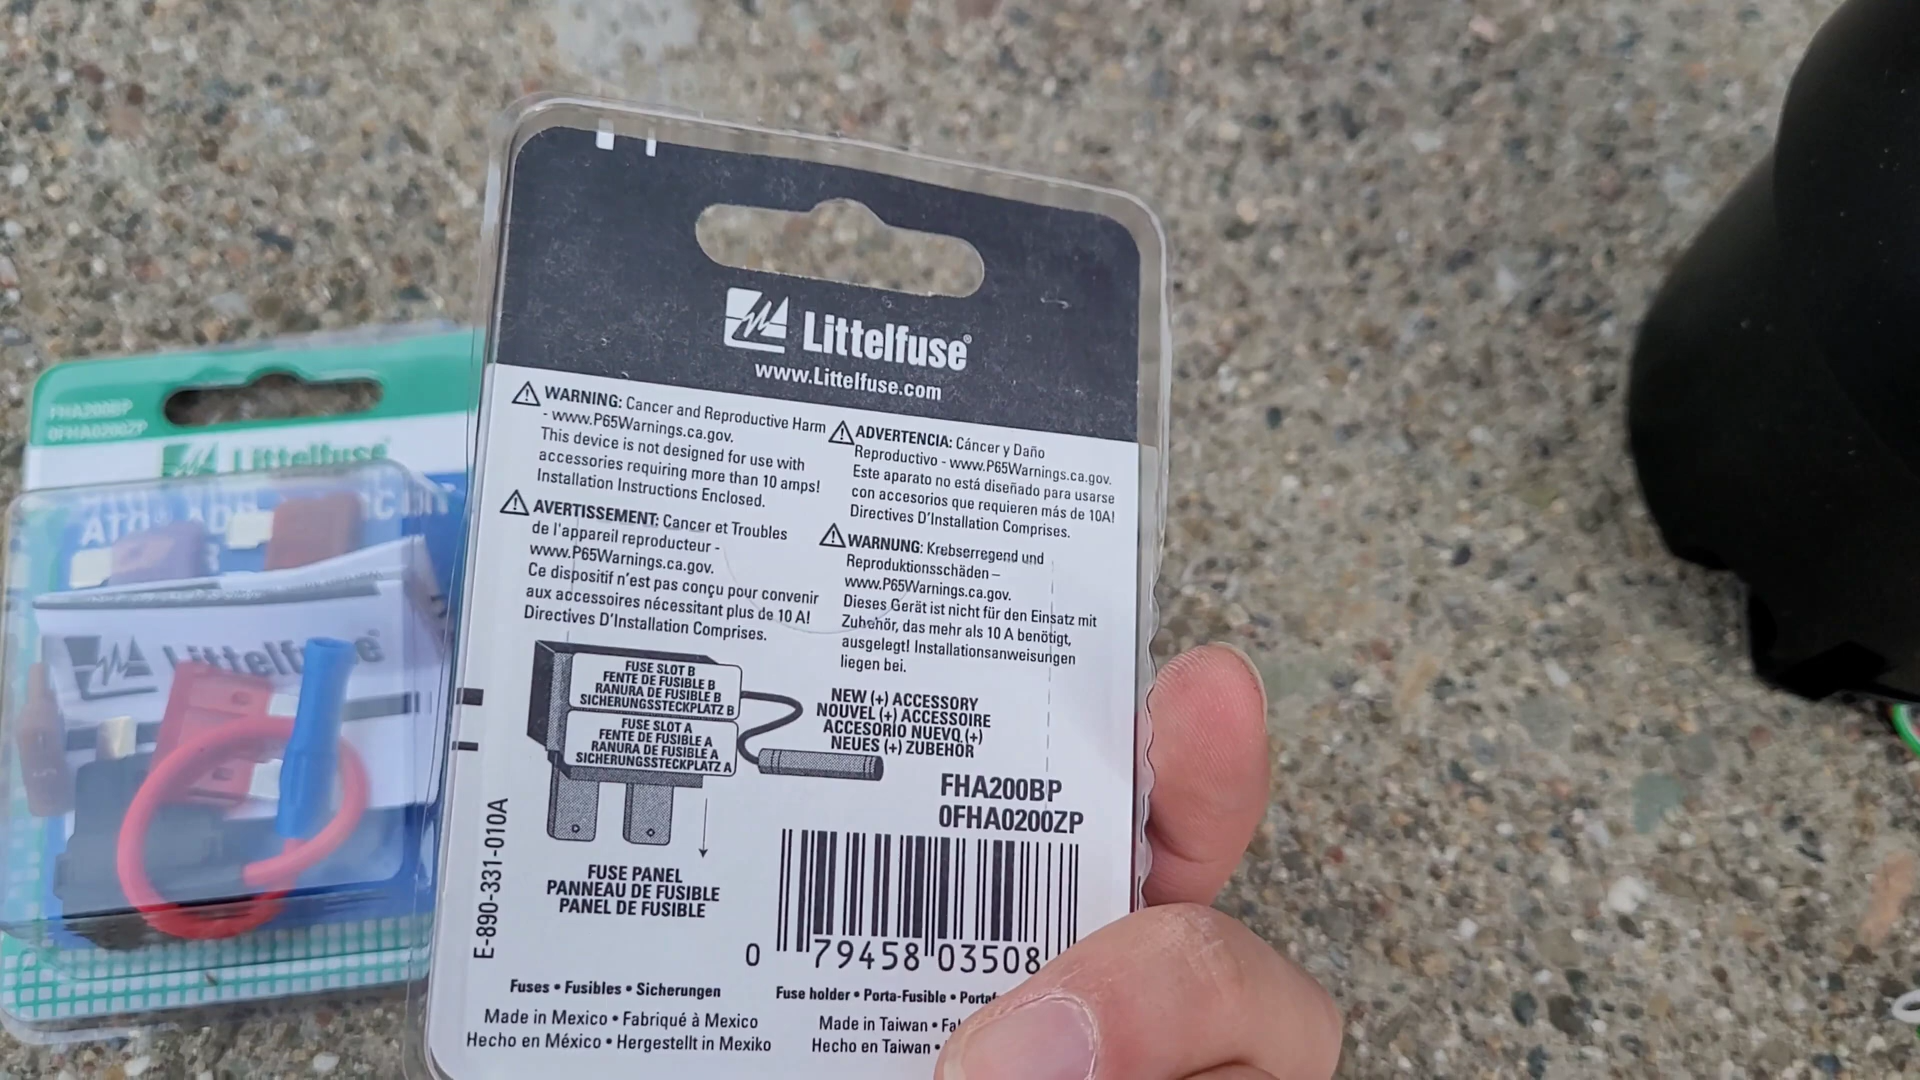 Littelfuse®
www.Littelfuse.com
WARNING: Cancer and Reproductive Harm
- www.P65Warnings.ca.gov.
This device is not designed for use with
accessories requiring more than 10 amps!
Installation Instructions Enclosed.
AVERTISSEMENT: Cancer et Troubles
de l'appareil reproducteur -
www.P65Warnings.ca.gov.
Ce dispositif n'est pas conçu pour convenir
aux accessoires nécessitant plus de 10 A!
Directives D'Installation Comprises.
ADVERTENCIA: Cáncer y Daño
Reproductivo - www.P65Warnings.ca.gov.
Este aparato no está diseñado para usarse
con accesorios que requieren más de 10A!
Directives D'Installation Comprises.
WARNUNG: Krebserregend und
Reproduktionsschäden –
www.P65Warnings.ca.gov.
Dieses Gerät ist nicht für den Einsatz mit
Zubehör, das mehr als 10 A benötigt,
ausgelegt! Installationsanweisungen
liegen bei.
FUSE SLOT B
FENTE DE FUSIBLE B
RANURA DE FUSIBLE B
SICHERUNGSSTECKPLATZ B
FUSE SLOT A
FENTE DE FUSIBLE A
RANURA DE FUSIBLE A
SICHERUNGSSTECKPLATZ A
NEW (+) ACCESSORY
NOUVEL (+) ACCESSOIRE
ACCESORIO NUEVO (+)
NEUES (+) ZUBEHÖR
FHA200BP
0FHA0200ZP
FUSE PANEL
PANNEAU DE FUSIBLE
PANEL DE FUSIBLE
E-890-331-010A
0 79458 03508
Fuses • Fusibles • Sicherungen
Made in Mexico • Fabriqué à Mexico
Hecho en México • Hergestellt in Mexiko
Fuse holder • Porta-Fusible •
Made in Taiwan •
Hecho en Taiwan •
FHA200BP
0FHA0200ZP
Littelfuse
Littelfuse